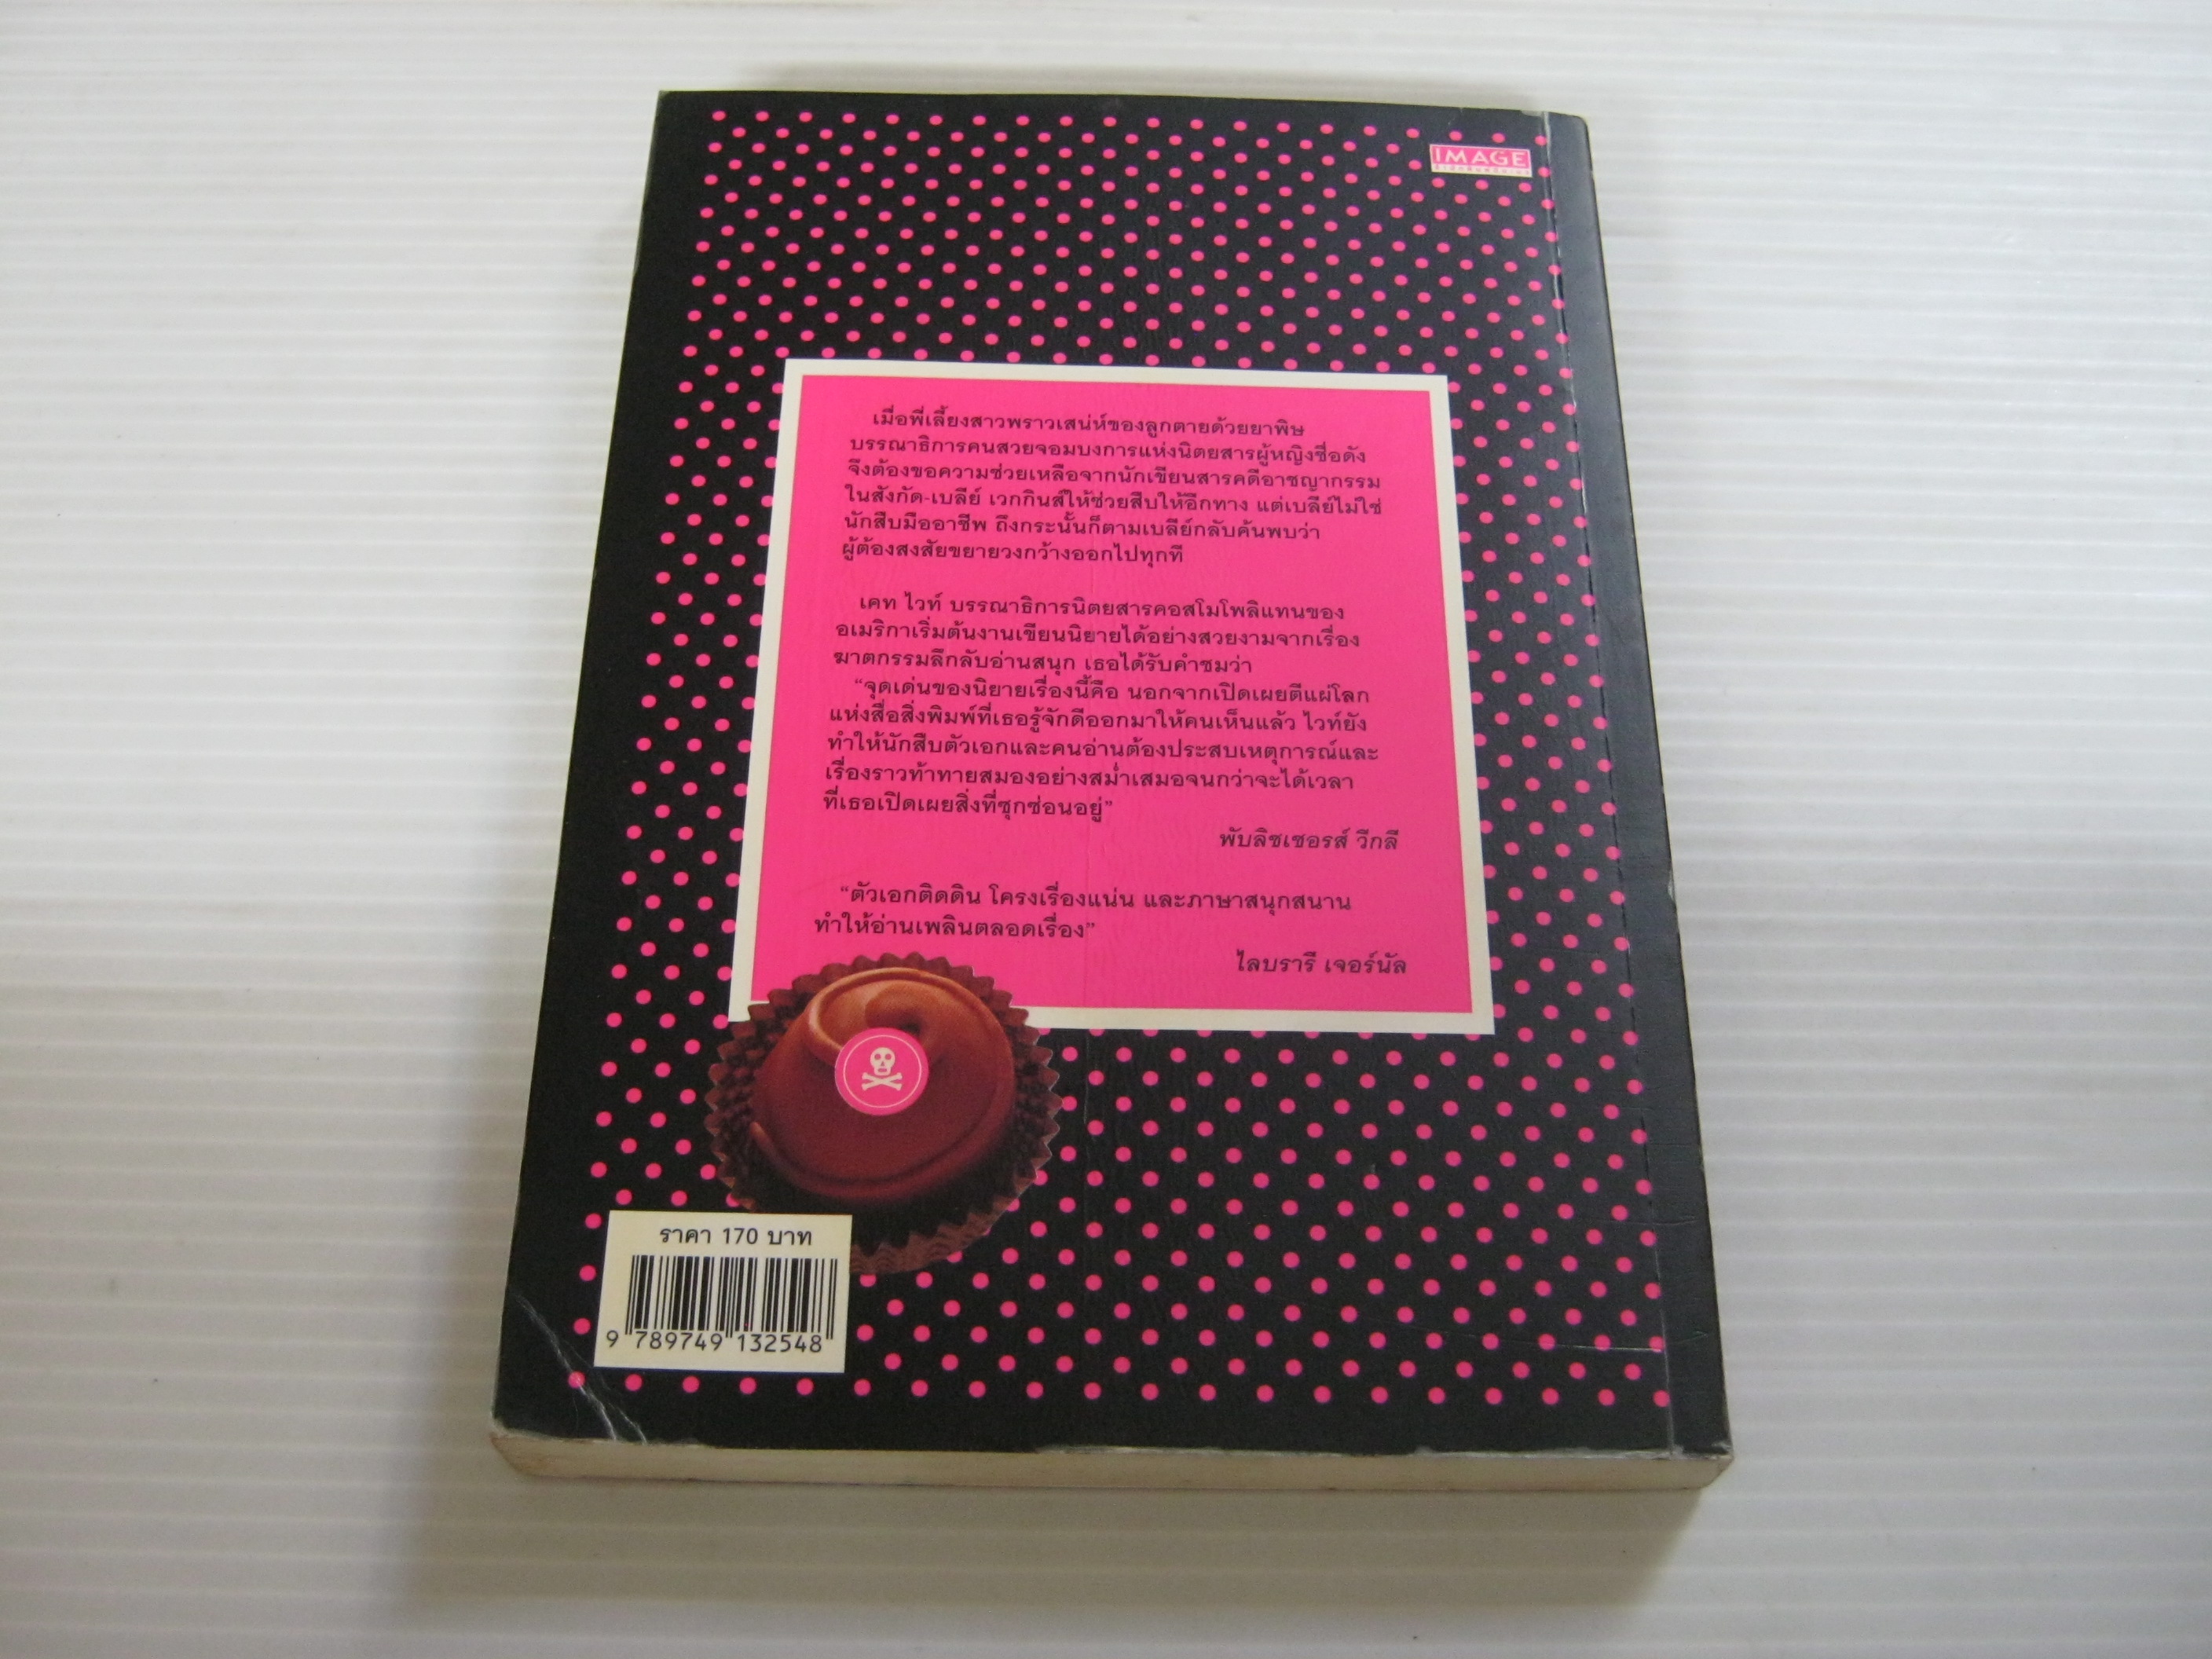 IMAGE
เมื่อพี่เลี้ยงสาวพราวเสน่ห์ของลูกตายด้วยยาพิษ
บรรณาธิการคนสวยจอมบงการแห่งนิตยสารผู้หญิงชื่อดัง
จึงต้องขอความช่วยเหลือจากนักเขียนสารคดีอาชญากรรม
ในสังกัด-เบลีย์ เวกกินส์ให้ช่วยสืบให้อีกทาง แต่เบลีย์ไม่ใช่
นักสืบมืออาชีพ ถึงกระนั้นก็ตามเบลีย์กลับค้นพบว่า
ผู้ต้องสงสัยขยายวงกว้างออกไปทุกที
เคท ไวท์ บรรณาธิการนิตยสารคอสโมโพลิแทนของ
อเมริกาเริ่มต้นงานเขียนนิยายได้อย่างสวยงามจากเรื่อง
ฆาตกรรมลึกลับอ่านสนุก เธอได้รับคำชมว่า
“จุดเด่นของนิยายเรื่องนี้คือ นอกจากเปิดเผยตีแผ่โลก
แห่งสื่อสิ่งพิมพ์ที่เธอรู้จักดีออกมาให้คนเห็นแล้ว ไวท์ยัง
ทำให้นักสืบตัวเอกและคนอ่านต้องประสบเหตุการณ์และ
เรื่องราวท้าทายสมองอย่างสม่ำเสมอจนกว่าจะได้เวลา
ที่เธอเปิดเผยสิ่งที่ซุกซ่อนอยู่”
พับลิชเชอรส์ วีกลี
“ตัวเอกติดดิน โครงเรื่องแน่น และภาษาสนุกสนาน
ทำให้อ่านเพลินตลอดเรื่อง”
ไลบรารี เจอร์นัล
ราคา 170 บาท
9 789749 132548